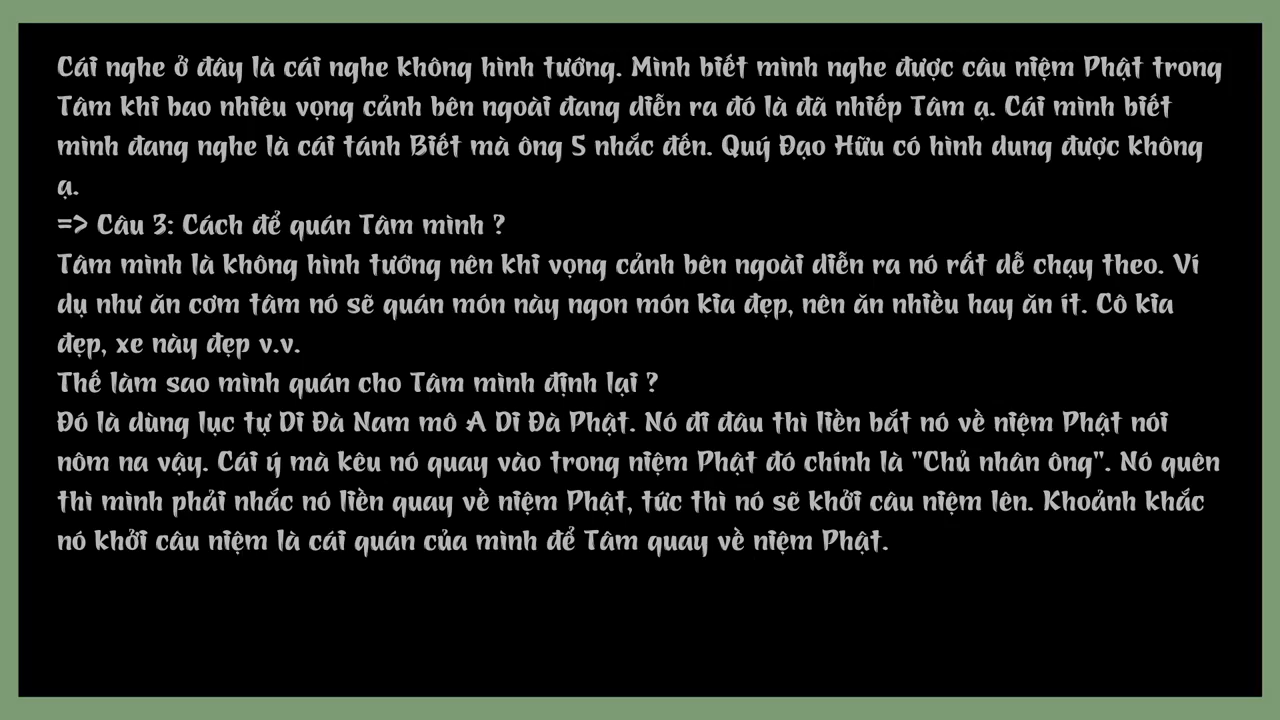 Cái nghe ở đây là cái nghe không hình tướng. Mình biết mình nghe được câu niệm Phật trong
Tâm khi bao nhiêu vọng cảnh bên ngoài đang diễn ra đó là đã nhiếp Tâm ạ. Cái mình biết
mình đang nghe là cái tánh Biết mà ông 5 nhắc đến. Quý Đạo Hữu có hình dung được không
ạ.
=> Câu 3: Cách để quán Tâm mình ?
Tâm mình là không hình tướng nên khi vọng cảnh bên ngoài diễn ra nó rất dễ chạy theo. Ví
dụ như ăn cơm tâm nó sẽ quán món này ngon món kia đẹp, nên ăn nhiều hay ăn ít. Cô kia
đẹp, xe này đẹp v.v.
Thế làm sao mình quán cho Tâm mình định lại ?
Đó là dùng lục tự Di Đà Nam mô A Di Đà Phật. Nó đi đâu thì liền bắt nó về niệm Phật nói
nôm na vậy. Cái ý mà kêu nó quay vào trong niệm Phật đó chính là "Chủ nhân ông". Nó quên
thì mình phải nhắc nó liền quay về niệm Phật, tức thì nó sẽ khởi câu niệm lên. Khoảnh khắc
nó khởi câu niệm là cái quán của mình để Tâm quay về niệm Phật.